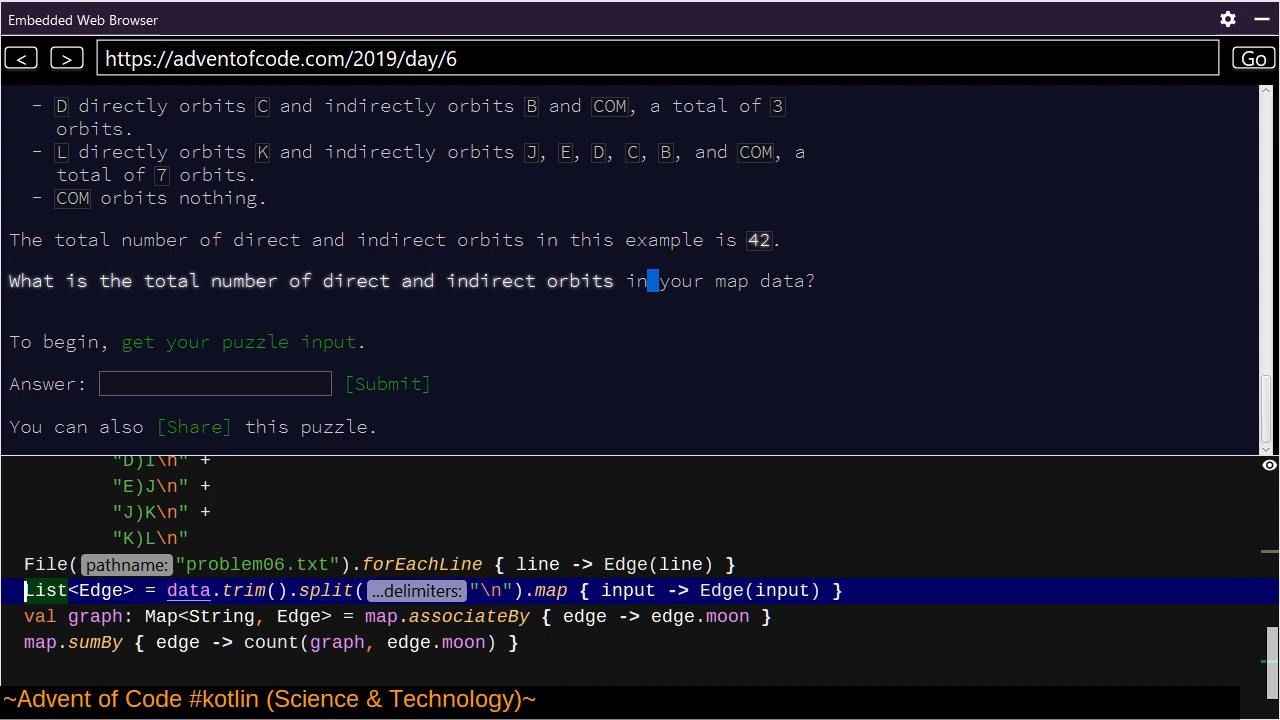 Embedded Web Browser
< > https://adventofcode.com/2019/day/6 Go
- D directly orbits C and indirectly orbits B and COM, a total of 3
orbits.
- L directly orbits K and indirectly orbits J, E, D, C, B, and COM, a
total of 7 orbits.
- COM orbits nothing.
The total number of direct and indirect orbits in this example is 42.
What is the total number of direct and indirect orbits in your map data?
To begin, get your puzzle input.
Answer: [Submit]
You can also [Share] this puzzle.
"D)I\n" +
"E)J\n" +
"J)K\n" +
"K)L\n"
File( pathname: "problem06.txt").forEachLine { line -> Edge(line) }
List<Edge> = data.trim().split( ...delimiters: "\n").map { input -> Edge(input) }
val graph: Map<String, Edge> = map.associateBy { edge -> edge.moon }
map.sumBy { edge -> count(graph, edge.moon) }
~Advent of Code #kotlin (Science & Technology)~